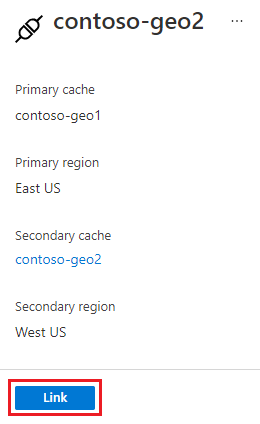 contoso-geo2 ...
Primary cache
contoso-geo1
Primary region
East US
Secondary cache
contoso-geo2
Secondary region
West US
Link